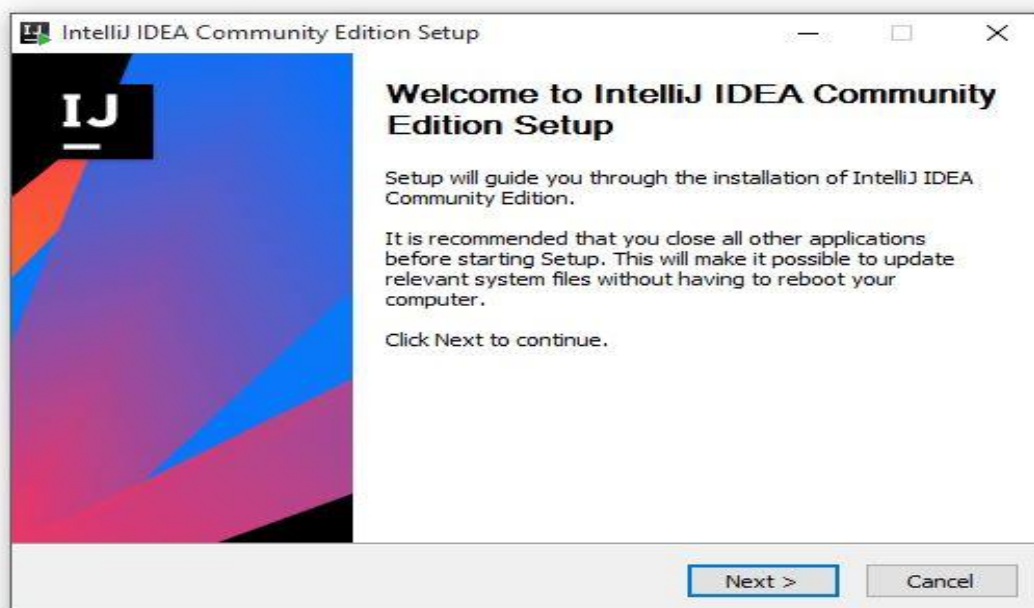 IntelliJ IDEA Community Edition Setup
IJ
Welcome to IntelliJ IDEA Community
Edition Setup
Setup will guide you through the installation of IntelliJ IDEA
Community Edition.
It is recommended that you close all other applications
before starting Setup. This will make it possible to update
relevant system files without having to reboot your
computer.
Click Next to continue.
Next >
Cancel